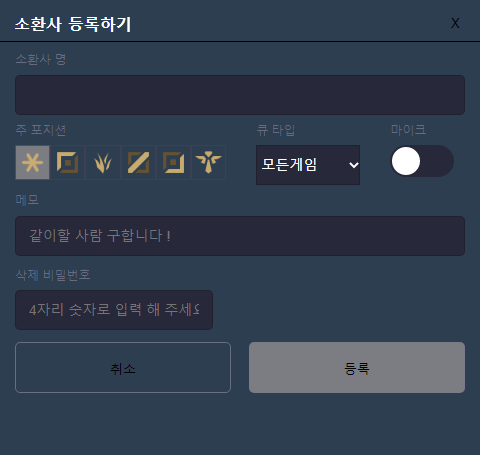 소환사 등록하기
X
소환사 명
주 포지션
큐 타입
마이크
모든게임
메모
같이할 사람 구합니다 !
삭제 비밀번호
4자리 숫자로 입력 해 주세요
취소
등록